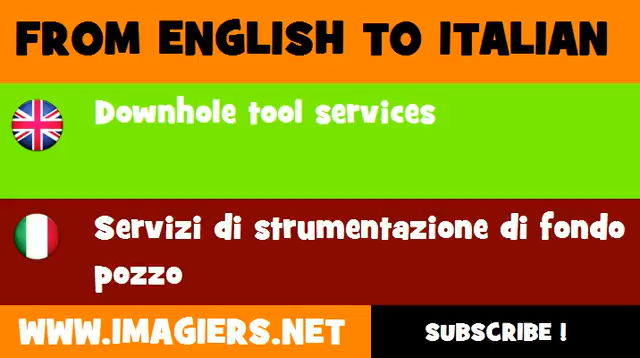 FROM ENGLISH TO ITALIAN
Downhole tool services
Servizi di strumentazione di fondo
pozzo
WWW.IMAGIERS.NET
SUBSCRIBE !